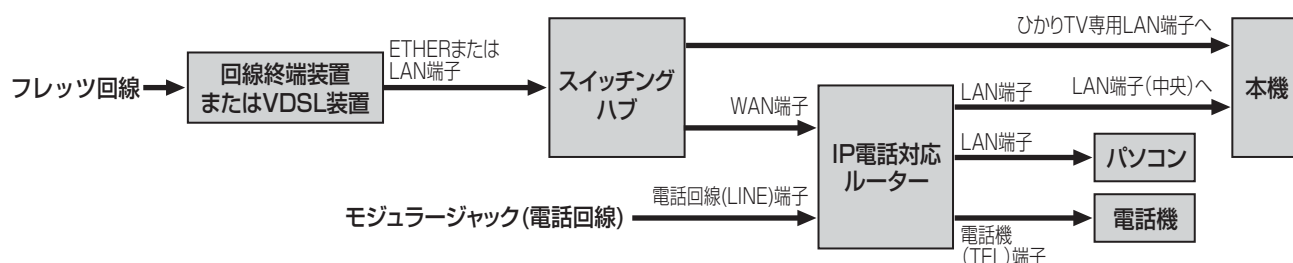 フレッツ回線
回線終端装置
またはVDSL装置
ETHERまたは
LAN端子
スイッチング
ハブ
ひかりTV専用LAN端子へ
WAN端子
LAN端子
LAN端子(中央)へ
本機
IP電話対応
ルーター
LAN端子
パソコン
モジュラージャック(電話回線)
電話回線(LINE)端子
電話機
(TEL)端子
電話機